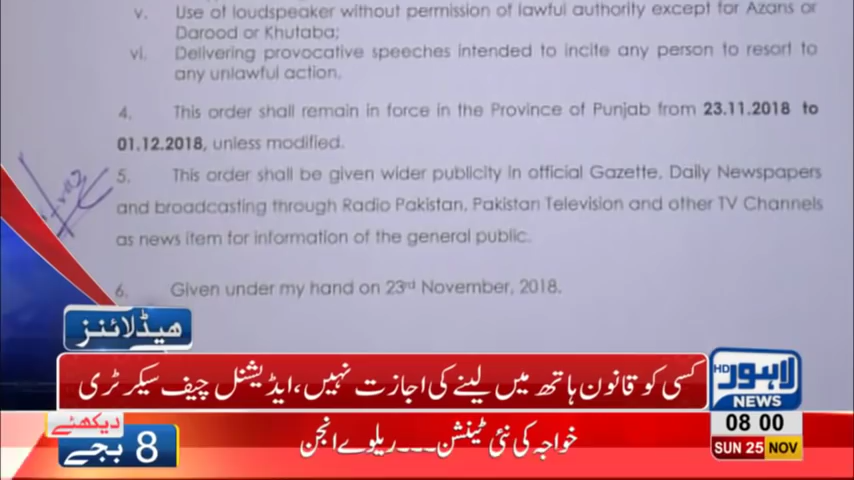 v. Use of loudspeaker without permission of lawful authority except for Azans or
Darood or Khutaba;
vi. Delivering provocative speeches intended to incite any person to resort to
any unlawful action.
4. This order shall remain in force in the Province of Punjab from 23.11.2018 to
01.12.2018, unless modified.
5. This order shall be given wider publicity in official Gazette, Daily Newspapers
and broadcasting through Radio Pakistan, Pakistan Television and other TV Channels
as news item for information of the general public.
6. Given under my hand on 23rd November, 2018.
ہیڈلائنز
کسی کو قانون ہاتھ میں لینے کی اجازت نہیں، ایڈیشنل چیف سیکرٹری
HD لاہور
NEWS
08 00
SUN 25 NOV
دیکھئے
8 بجے
خواجہ کی نئی ٹینشن۔۔۔ریلوے انجن